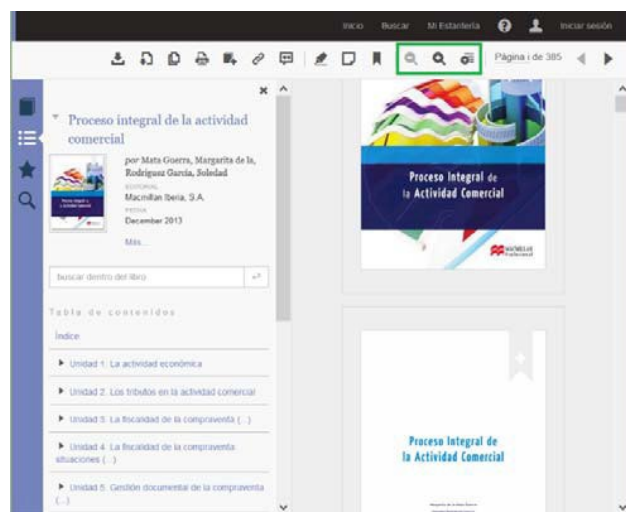 Inicio Buscar Mi Estantería Iniciar sesión
Página i de 385
Proceso integral de la actividad
comercial
por Mata Guerra, Margarita de la,
Rodríguez García, Soledad
EDITORIAL
Macmillan Iberia, S.A.
FECHA
December 2013
Más...
buscar dentro del libro
Tabla de contenidos
Índice
Unidad 1. La actividad económica
Unidad 2. Los tributos en la actividad comercial
Unidad 3. La fiscalidad de la compraventa (...)
Unidad 4. La fiscalidad de la compraventa:
situaciones (...)
Unidad 5. Gestión documental de la compraventa
(...)
Proceso Integral de
la Actividad Comercial
MACMILLAN
Profesional
Proceso Integral de
la Actividad Comercial